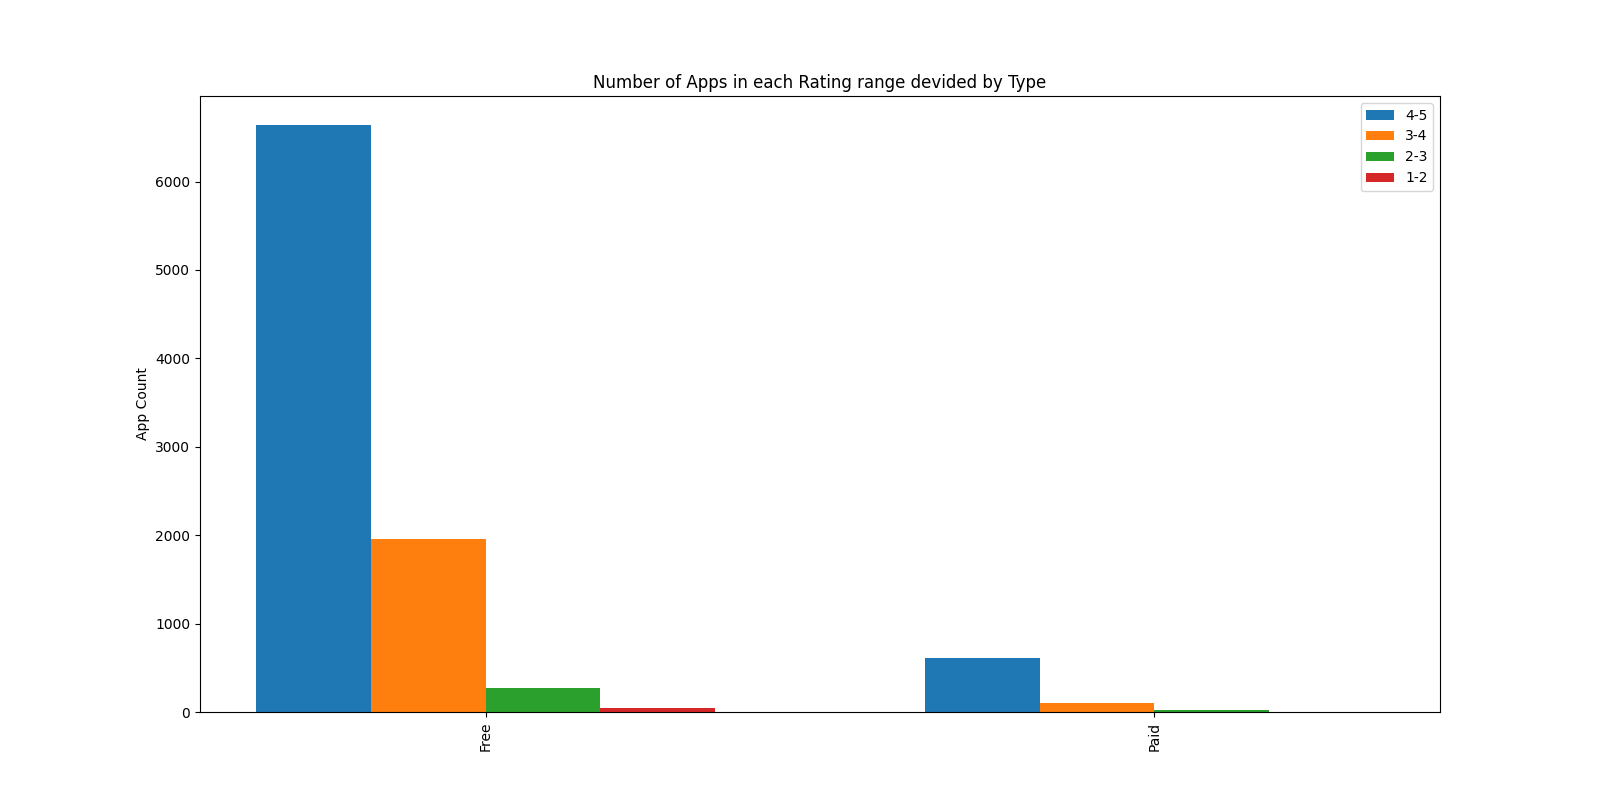 Number of Apps in each Rating range devided by Type
4-5
3-4
2-3
1-2
6000
5000
4000
3000
2000
1000
0
App Count
Free
Paid